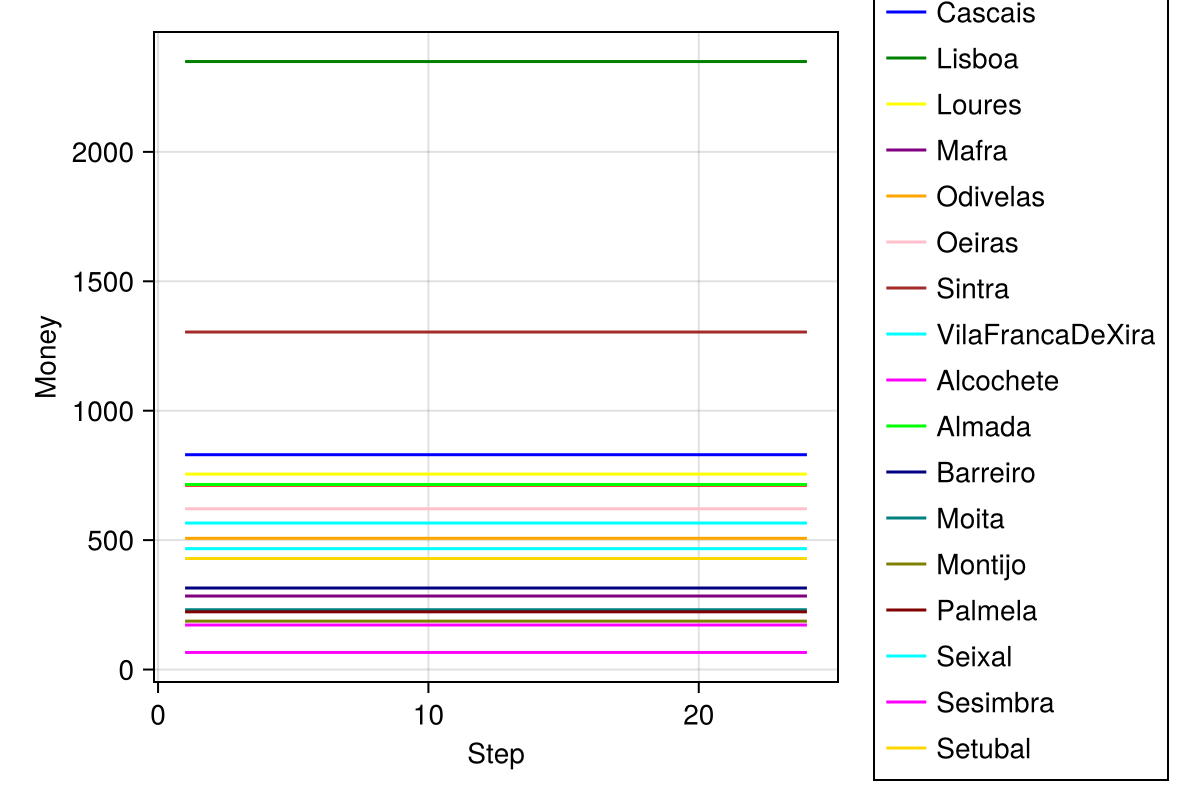 Cascais
Lisboa
Loures
Mafra
Odivelas
Oeiras
Sintra
VilaFrancaDeXira
Alcochete
Almada
Barreiro
Moita
Montijo
Palmela
Seixal
Sesimbra
Setubal
2000
1500
1000
500
0
Money
0 10 20
Step